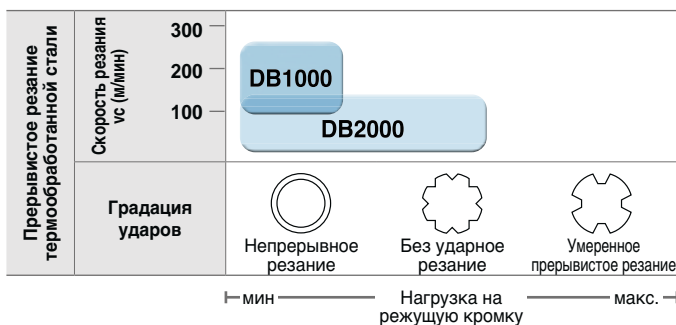 Прерывистое резание
термообработанной стали
Скорость резания
vc (м/мин)
300
200
100
DB1000
DB2000
Градация
ударов
Непрерывное
резание
Без ударное
резание
Умеренное
прерывистое резание
мин
Нагрузка на
режущую кромку
макс.